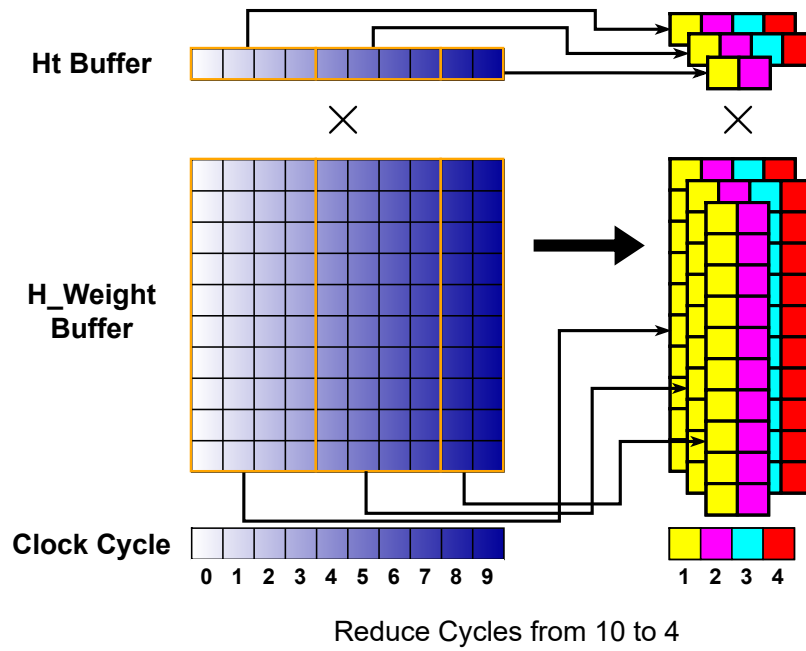 Ht Buffer
H_Weight
Buffer
Clock Cycle
0 1 2 3 4 5 6 7 8 9
1 2 3 4
Reduce Cycles from 10 to 4